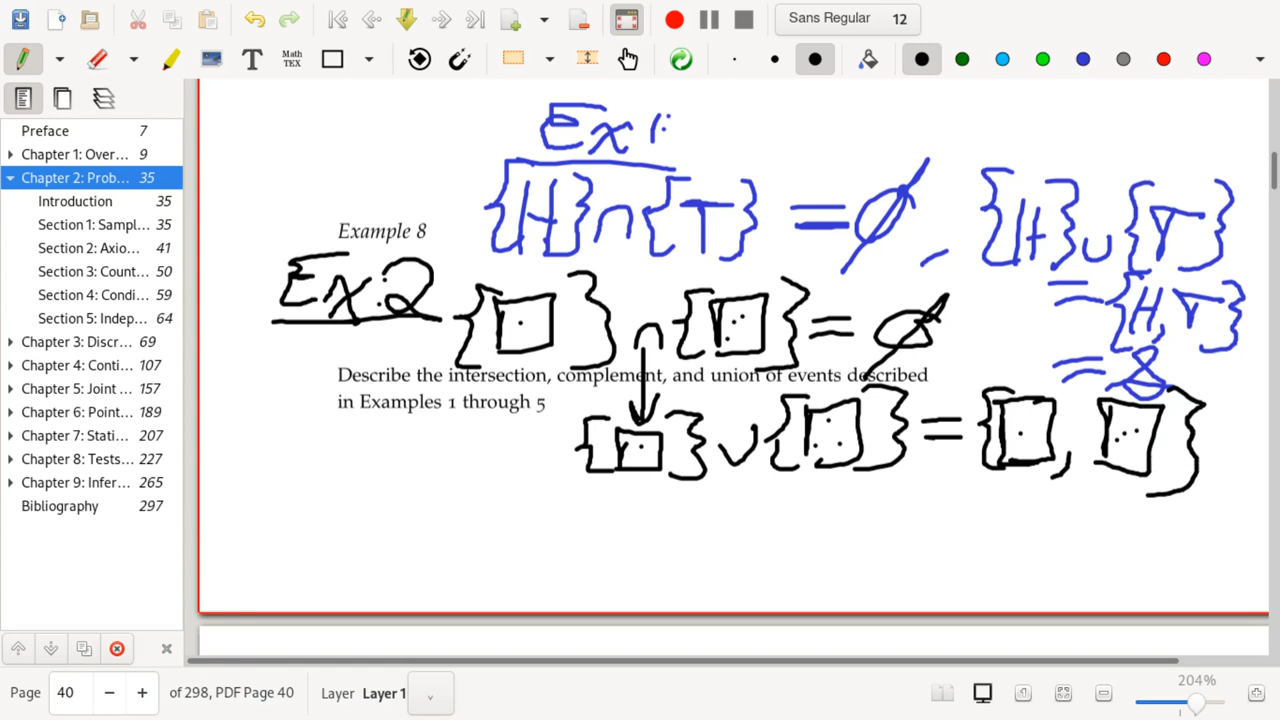 Sans Regular 12
T Math TEX
Preface 7
Chapter 1: Over... 9
Chapter 2: Prob... 35
Introduction 35
Section 1: Sampl... 35
Section 2: Axio... 41
Section 3: Count... 50
Section 4: Condi... 59
Section 5: Indep... 64
Chapter 3: Discr... 69
Chapter 4: Conti... 107
Chapter 5: Joint ... 157
Chapter 6: Point... 189
Chapter 7: Stati... 207
Chapter 8: Tests... 227
Chapter 9: Infer... 265
Bibliography 297
Ex 1:
{H} ∩ {T} = ∅, {H} ∪ {T}
= {H, T}
Example 8
Ex:2 {⚀} ∩ {⚂} = ∅
Describe the intersection, complement, and union of events described
in Examples 1 through 5
{⚀} ∪ {⚂} = {⚀, ⚂}
Page 40 of 298, PDF Page 40 Layer Layer 1 204%